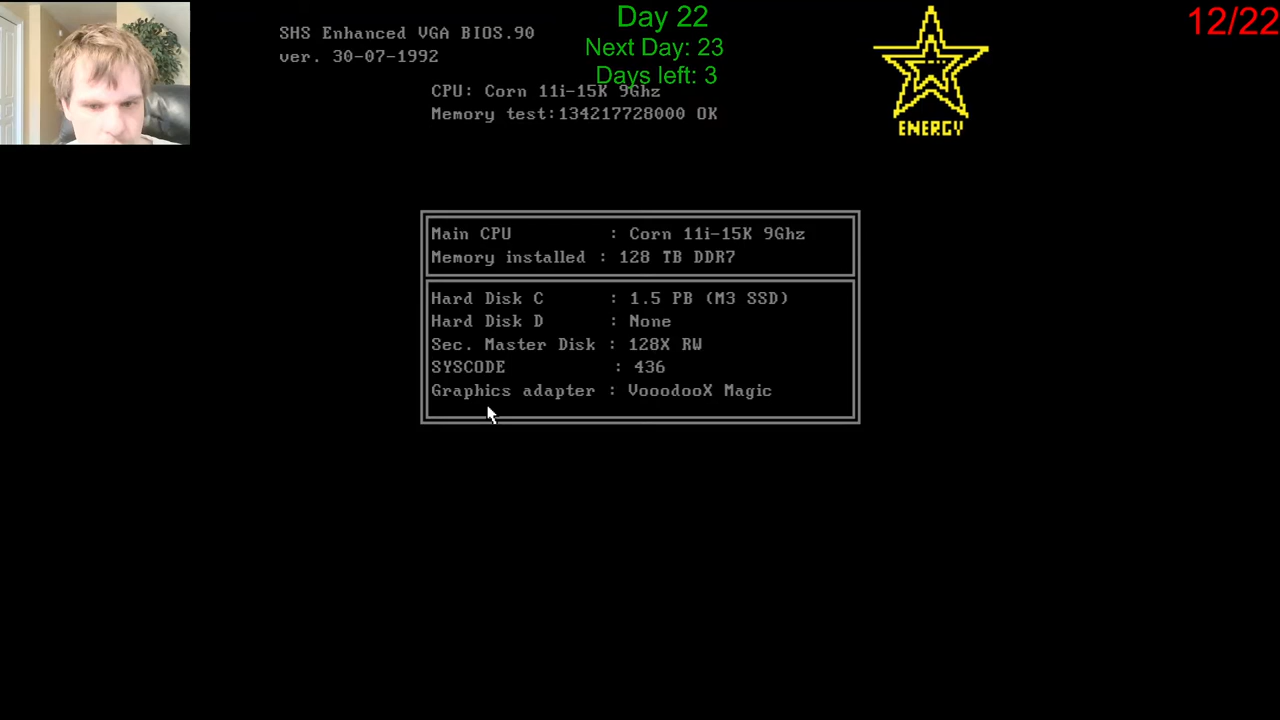 SHS Enhanced VGA BIOS.90
ver. 30-07-1992
Day 22
Next Day: 23
Days left: 3
12/22
ENERGY
CPU: Corn 11i-15K 9Ghz
Memory test:134217728000 OK
Main CPU : Corn 11i-15K 9Ghz
Memory installed : 128 TB DDR7
Hard Disk C : 1.5 PB (M3 SSD)
Hard Disk D : None
Sec. Master Disk : 128X RW
SYSCODE : 436
Graphics adapter : VooodooX Magic